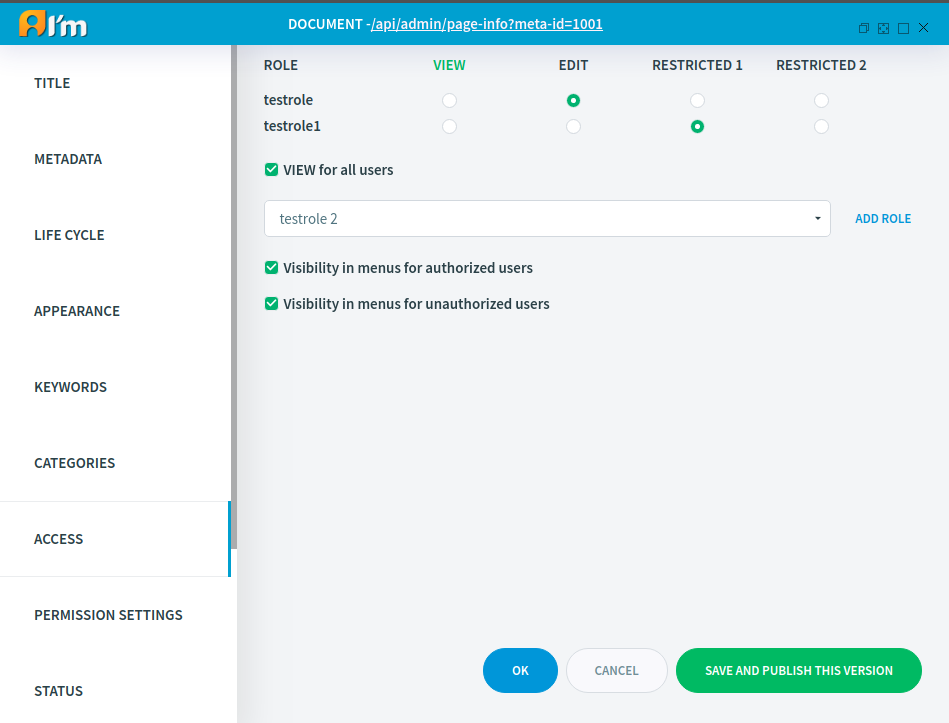 I'm
DOCUMENT -/api/admin/page-info?meta-id=1001
TITLE
METADATA
LIFE CYCLE
APPEARANCE
KEYWORDS
CATEGORIES
ACCESS
PERMISSION SETTINGS
STATUS
ROLE VIEW EDIT RESTRICTED 1 RESTRICTED 2
testrole
testrole1
VIEW for all users
testrole 2 ADD ROLE
Visibility in menus for authorized users
Visibility in menus for unauthorized users
OK CANCEL SAVE AND PUBLISH THIS VERSION